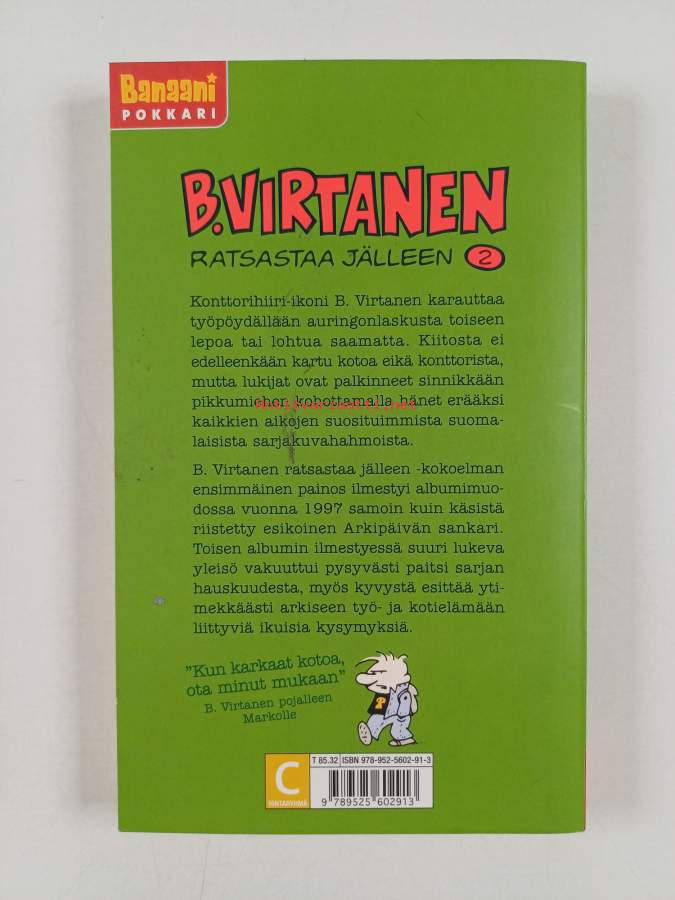 Banaani
POKKARI
B.VIRTANEN
RATSASTAA JÄLLEEN 2
Konttorihiiri-ikoni B. Virtanen karauttaa
työpöydällään auringonlaskusta toiseen
lepoa tai lohtua saamatta. Kiitosta ei
edelleenkään kartu kotoa eikä konttorista,
mutta lukijat ovat palkinneet sinnikkään
pikkumiehen kohottamalla hänet erääksi
antikvariaatti.net
kaikkien aikojen suosituimmista suoma-
laisista sarjakuvahahmoista.
B. Virtanen ratsastaa jälleen -kokoelman
ensimmäinen painos ilmestyi albumimuo-
dossa vuonna 1997 samoin kuin käsistä
riistetty esikoinen Arkipäivän sankari.
Toisen albumin ilmestyessä suuri lukeva
yleisö vakuuttui pysyvästi paitsi sarjan
hauskuudesta, myös kyvystä esittää yti-
mekkäästi arkiseen työ- ja kotielämään
liittyviä ikuisia kysymyksiä.
"Kun karkaat kotoa,
ota minut mukaan"
B. Virtanen pojalleen
Markolle
P
T 85.32 ISBN 978-952-5602-91-3
C
HINTARYHMÄ
9 789525 602913